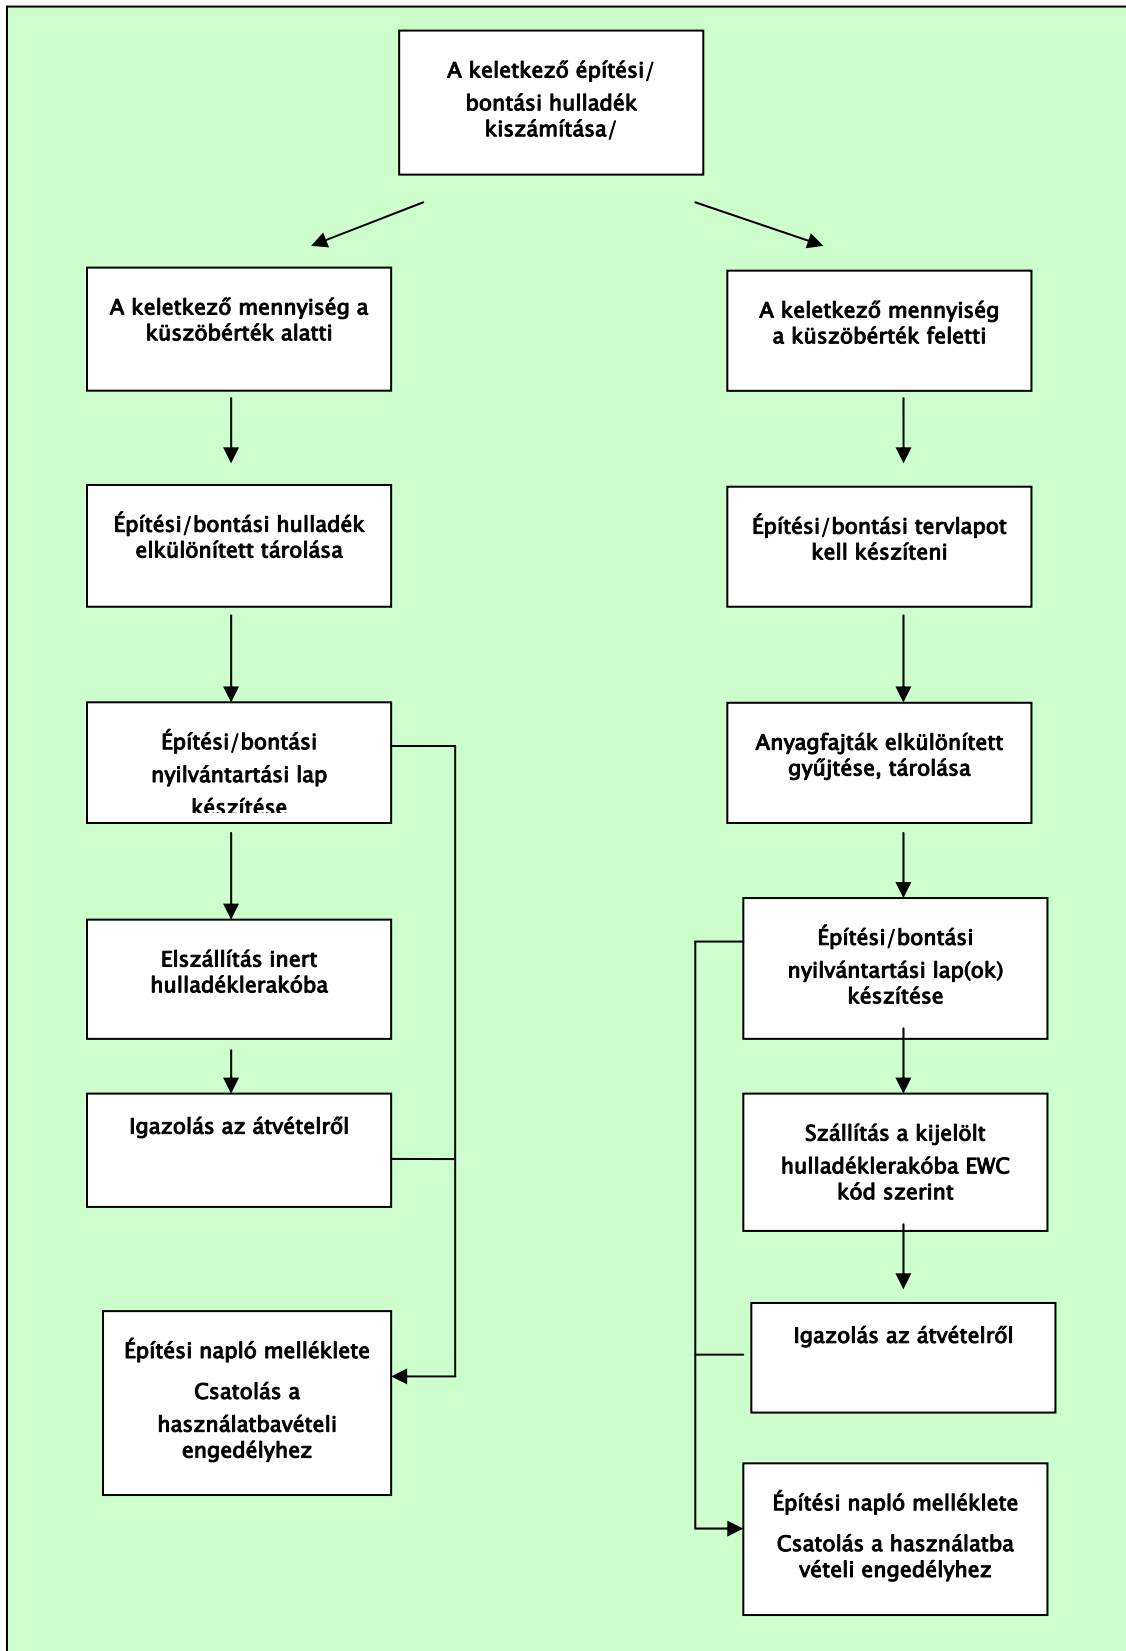 A keletkező építési/
bontási hulladék
kiszámítása/
A keletkező mennyiség a
küszöbérték alatti
A keletkező mennyiség
a küszöbérték feletti
Építési/bontási hulladék
elkülönített tárolása
Építési/bontási tervlapot
kell készíteni
Építési/bontási
nyilvántartási lap
készítése
Anyagfajták elkülönített
gyűjtése, tárolása
Elszállítás inert
hulladéklerakóba
Építési/bontási
nyilvántartási lap(ok)
készítése
Igazolás az átvételről
Szállítás a kijelölt
hulladéklerakóba EWC
kód szerint
Építési napló melléklete
Csatolás a
használatbavételi
engedélyhez
Igazolás az átvételről
Építési napló melléklete
Csatolás a használatba
vételi engedélyhez